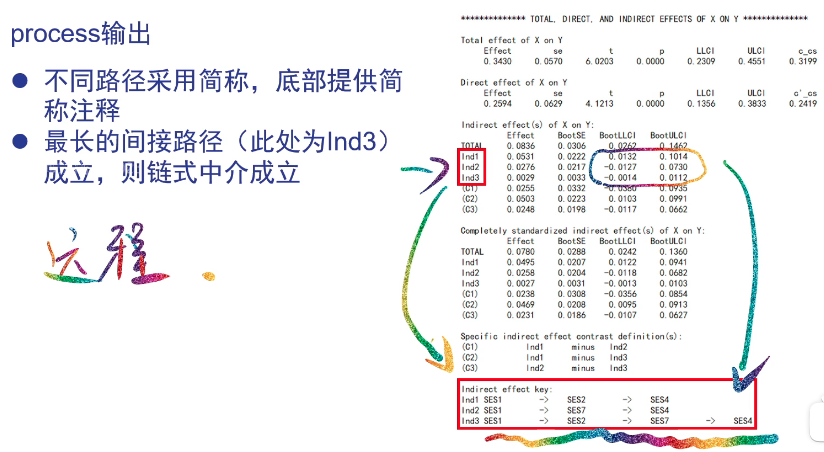 process输出
● 不同路径采用简称，底部提供简
称注释
● 最长的间接路径（此处为Ind3）
成立，则链式中介成立
************** TOTAL, DIRECT, AND INDIRECT EFFECTS OF X ON Y **************
Total effect of X on Y
Effect se t p LLCI ULCI c_cs
0.3430 0.0570 6.0203 0.0000 0.2309 0.4551 0.3199
Direct effect of X on Y
Effect se t p LLCI ULCI c'_cs
0.2594 0.0629 4.1213 0.0000 0.1356 0.3833 0.2419
Indirect effect(s) of X on Y:
Effect BootSE BootLLCI BootULCI
TOTAL 0.0836 0.0306 0.0262 0.1462
Ind1 0.0531 0.0222 0.0132 0.1014
Ind2 0.0276 0.0217 -0.0127 0.0730
Ind3 0.0029 0.0033 -0.0014 0.0112
(C1) 0.0255 0.0332 -0.0380 0.0935
(C2) 0.0503 0.0223 0.0103 0.0991
(C3) 0.0248 0.0198 -0.0117 0.0662
Completely standardized indirect effect(s) of X on Y:
Effect BootSE BootLLCI BootULCI
TOTAL 0.0780 0.0288 0.0242 0.1360
Ind1 0.0495 0.0207 0.0122 0.0941
Ind2 0.0258 0.0204 -0.0118 0.0682
Ind3 0.0027 0.0031 -0.0013 0.0103
(C1) 0.0238 0.0308 -0.0356 0.0854
(C2) 0.0469 0.0208 0.0095 0.0913
(C3) 0.0231 0.0186 -0.0107 0.0627
Specific indirect effect contrast definition(s):
(C1) Ind1 minus Ind2
(C2) Ind1 minus Ind3
(C3) Ind2 minus Ind3
Indirect effect key:
Ind1 SES1 -> SES2 -> SES4
Ind2 SES1 -> SES7 -> SES4
Ind3 SES1 -> SES2 -> SES7 -> SES4